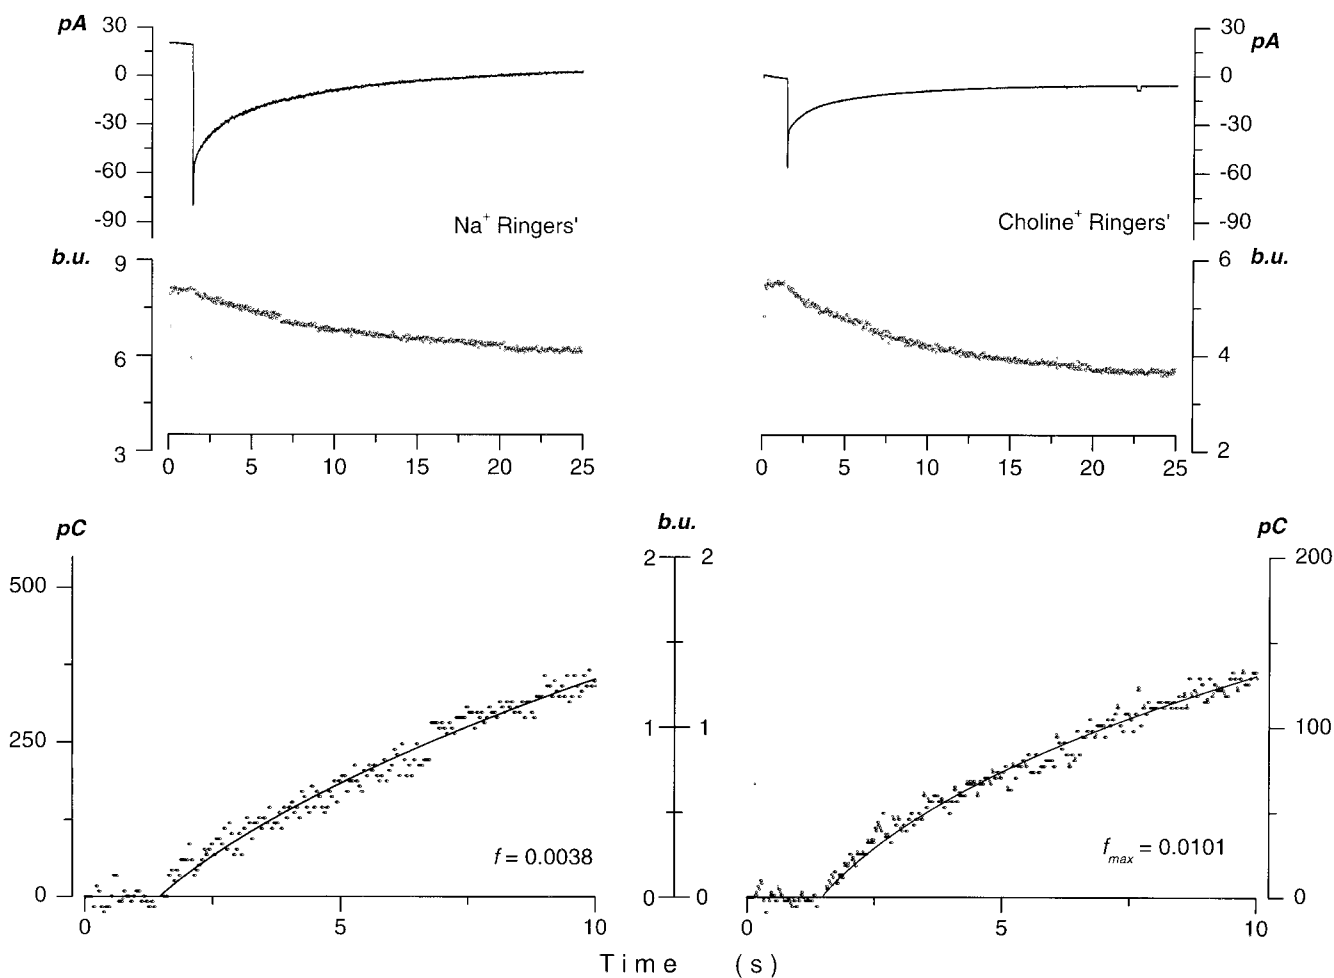 pA 30 30 pA
0 0
-30 -30
-60 -60
-90 -90
Na+ Ringers' Choline+ Ringers'
b.u. 9 6 b.u.
6 4
3 2
0 5 10 15 20 25 0 5 10 15 20 25
pC b.u. pC
500 2 2 200
250 1 1 100
f = 0.0038 fmax = 0.0101
0 0 0 0
0 5 10 0 5 10
Time (s)